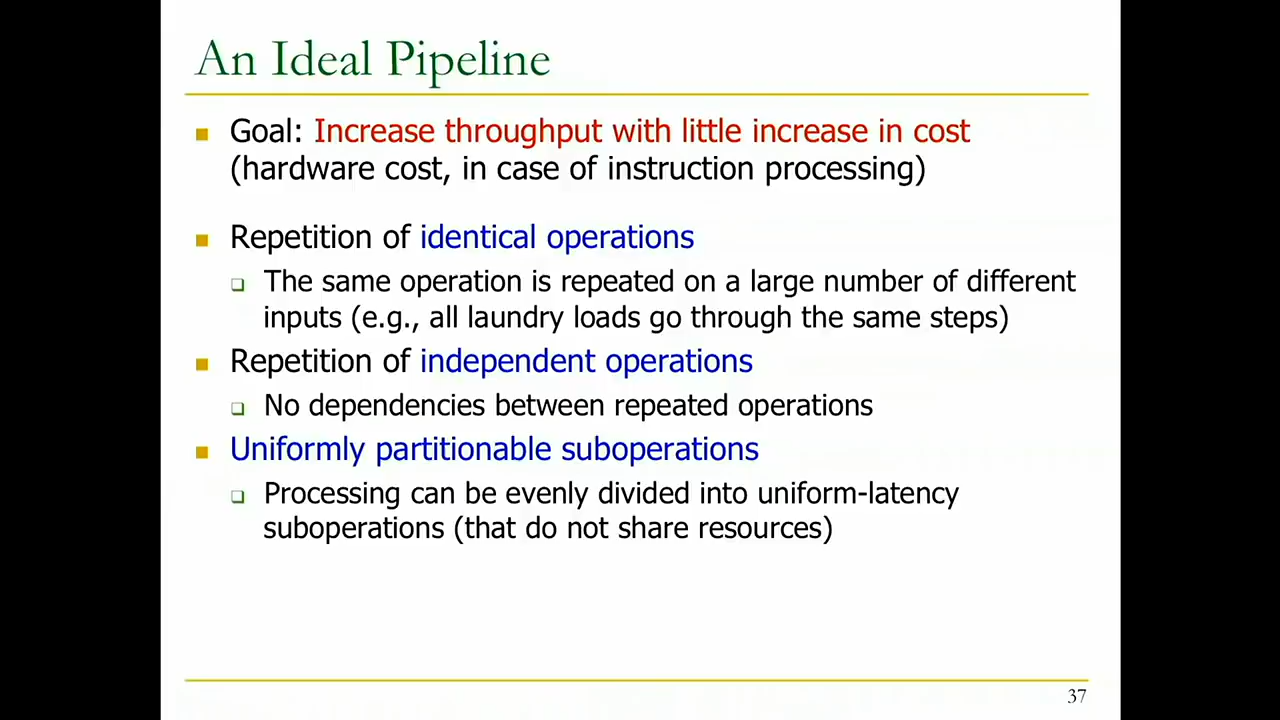 An Ideal Pipeline
Goal: Increase throughput with little increase in cost
(hardware cost, in case of instruction processing)
Repetition of identical operations
The same operation is repeated on a large number of different
inputs (e.g., all laundry loads go through the same steps)
Repetition of independent operations
No dependencies between repeated operations
Uniformly partitionable suboperations
Processing can be evenly divided into uniform-latency
suboperations (that do not share resources)
37